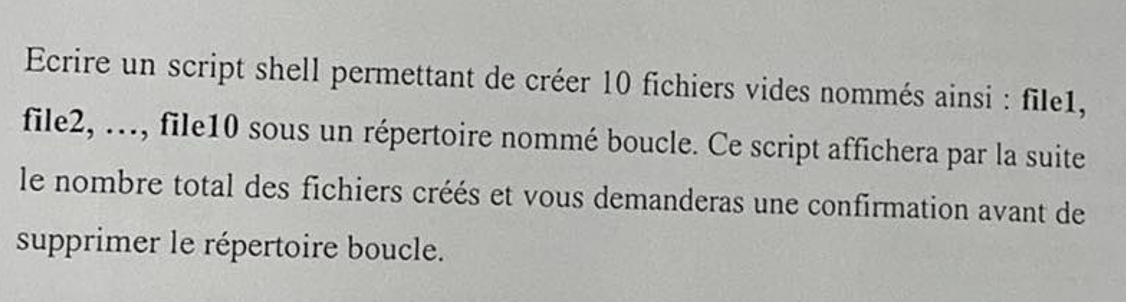 Ecrire un script shell permettant de créer 10 fichiers vides nommés ainsi : file1,
file2, …, file10 sous un répertoire nommé boucle. Ce script affichera par la suite
le nombre total des fichiers créés et vous demanderas une confirmation avant de
supprimer le répertoire boucle.